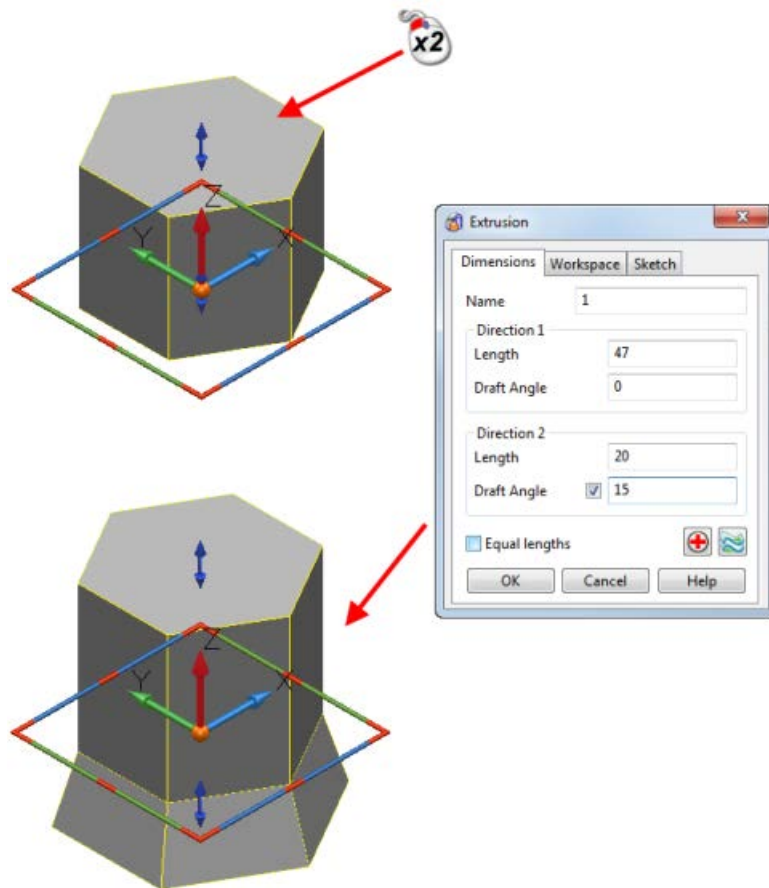 x2
Z
Y
X
Extrusion
Dimensions Workspace Sketch
Name 1
Direction 1
Length 47
Draft Angle 0
Direction 2
Length 20
Draft Angle 15
Equal lengths
OK Cancel Help
Z
Y
X